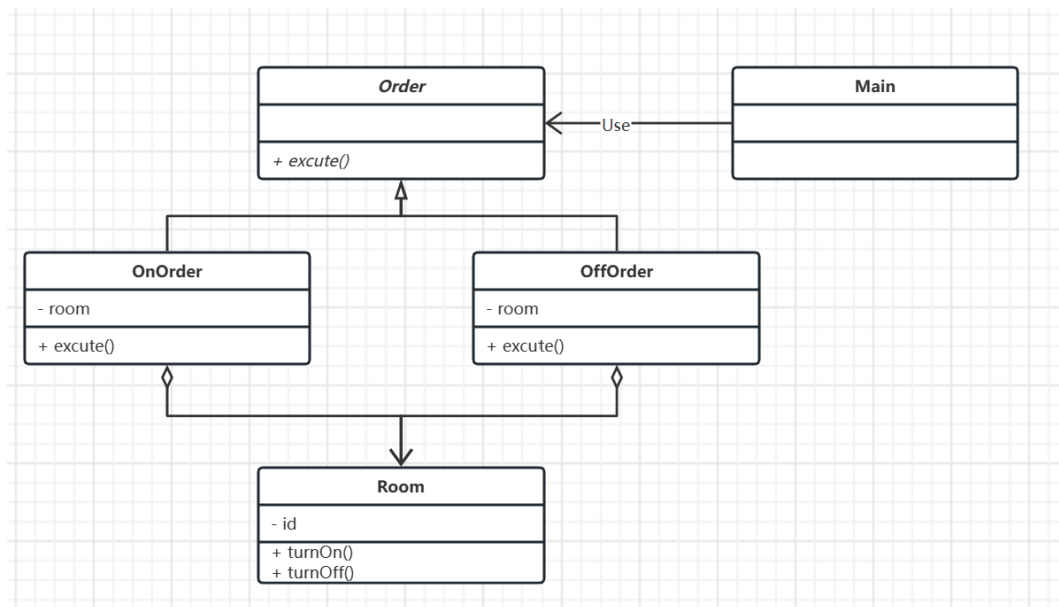 Order
+ excute()
Main
Use
OnOrder
- room
+ excute()
OffOrder
- room
+ excute()
Room
- id
+ turnOn()
+ turnOff()